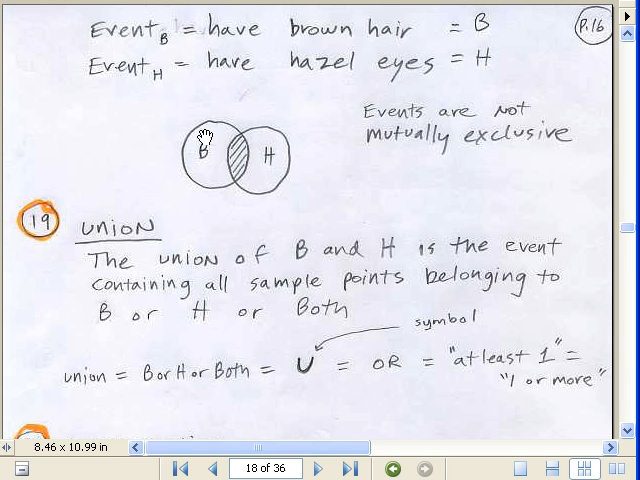 Event_B = have brown hair = B
P.16
Event_H = have hazel eyes = H
Events are not
mutually exclusive
B H
19 union
The union of B and H is the event
containing all sample points belonging to
B or H or Both
symbol
union = B or H or Both = U = OR = "at least 1" =
"1 or more"
8.46 x 10.99 in
18 of 36